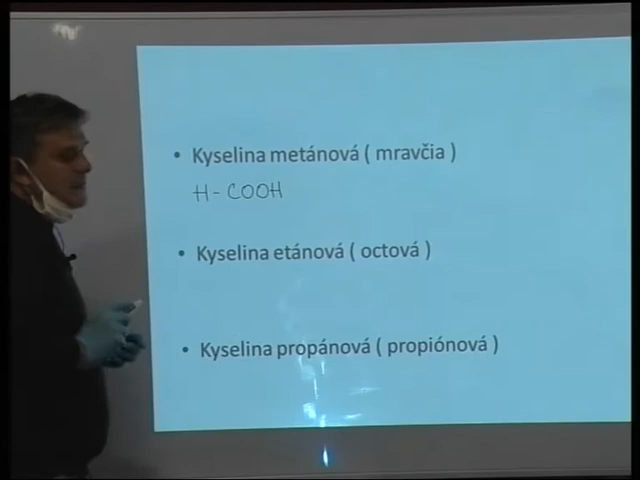 • Kyselina metánová ( mravčia )
H - COOH
• Kyselina etánová ( octová )
• Kyselina propánová ( propiónová )